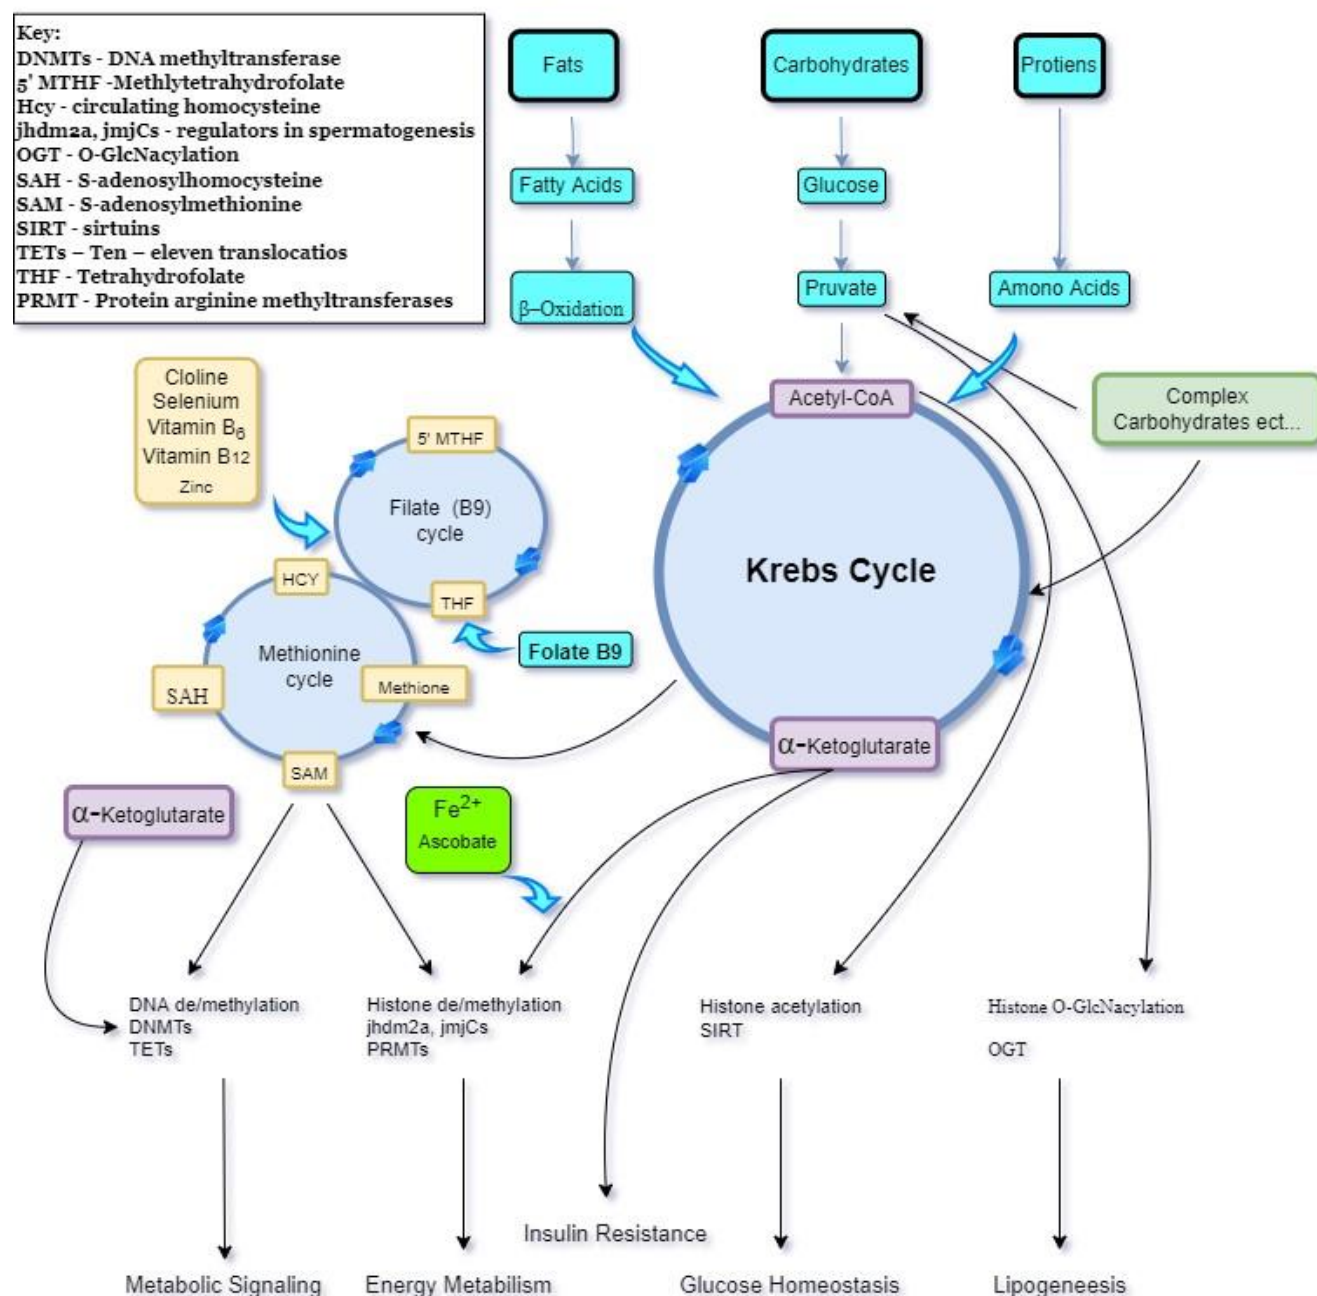 Key:
DNMTs - DNA methyltransferase
5' MTHF -Methlytetrahydrofolate
Hcy - circulating homocysteine
jhdm2a, jmjCs - regulators in spermatogenesis
OGT - O-GlcNacylation
SAH - S-adenosylhomocysteine
SAM - S-adenosylmethionine
SIRT - sirtuins
TETs – Ten – eleven translocatios
THF - Tetrahydrofolate
PRMT - Protein arginine methyltransferases
Fats
Carbohydrates
Protiens
Fatty Acids
Glucose
β–Oxidation
Pruvate
Amono Acids
Cloline
Selenium
Vitamin B6
Vitamin B12
Zinc
Acetyl-CoA
Complex
Carbohydrates ect...
5' MTHF
Filate (B9)
cycle
Krebs Cycle
HCY
THF
Folate B9
Methionine
cycle
SAH
Methione
SAM
α-Ketoglutarate
α-Ketoglutarate
Fe2+
Ascobate
DNA de/methylation
DNMTs
TETs
Histone de/methylation
jhdm2a, jmjCs
PRMTs
Histone acetylation
SIRT
Histone O-GlcNacylation
OGT
Insulin Resistance
Metabolic Signaling
Energy Metabilism
Glucose Homeostasis
Lipogeneesis